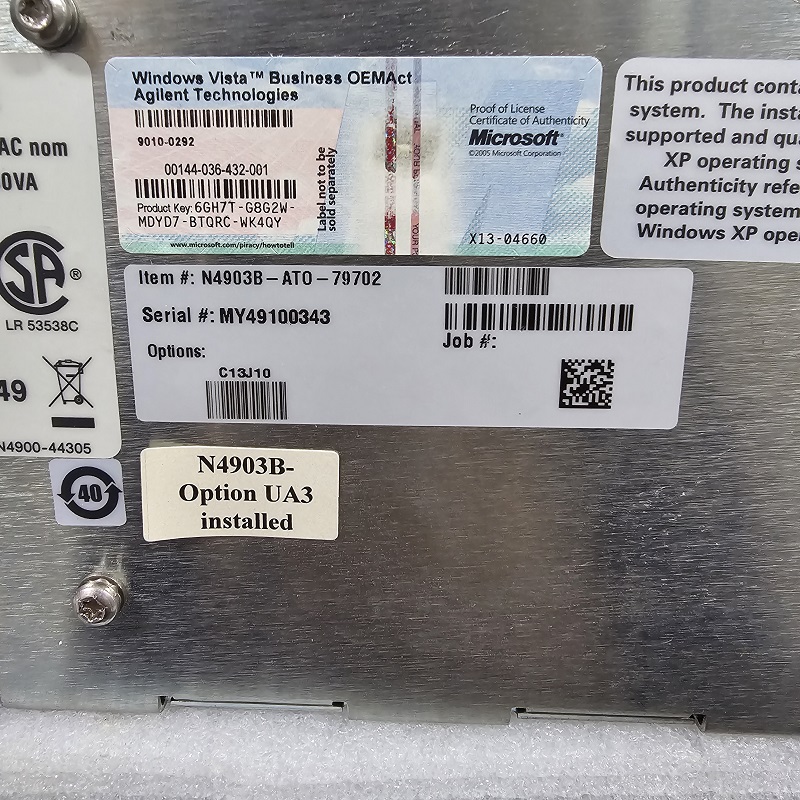 AC nom
0VA
SA®
LR 53538C
49
N4900-44305
40
Windows Vista™ Business OEMAct
Agilent Technologies
9010-0292
00144-036-432-001
Product Key: 6GH7T-G8G2W-
MDYD7-BTQRC-WK4QY
www.microsoft.com/piracy/howtotell
Label not to be
sold separately
Proof of License
Certificate of Authenticity
Microsoft®
©2005 Microsoft Corporation
X13-04660
This product conta
system. The insta
supported and qua
XP operating s
Authenticity refe
operating system
Windows XP oper
Item #: N4903B-ATO-79702
Serial #: MY49100343
Job #:
Options:
C13J10
N4903B-
Option UA3
installed